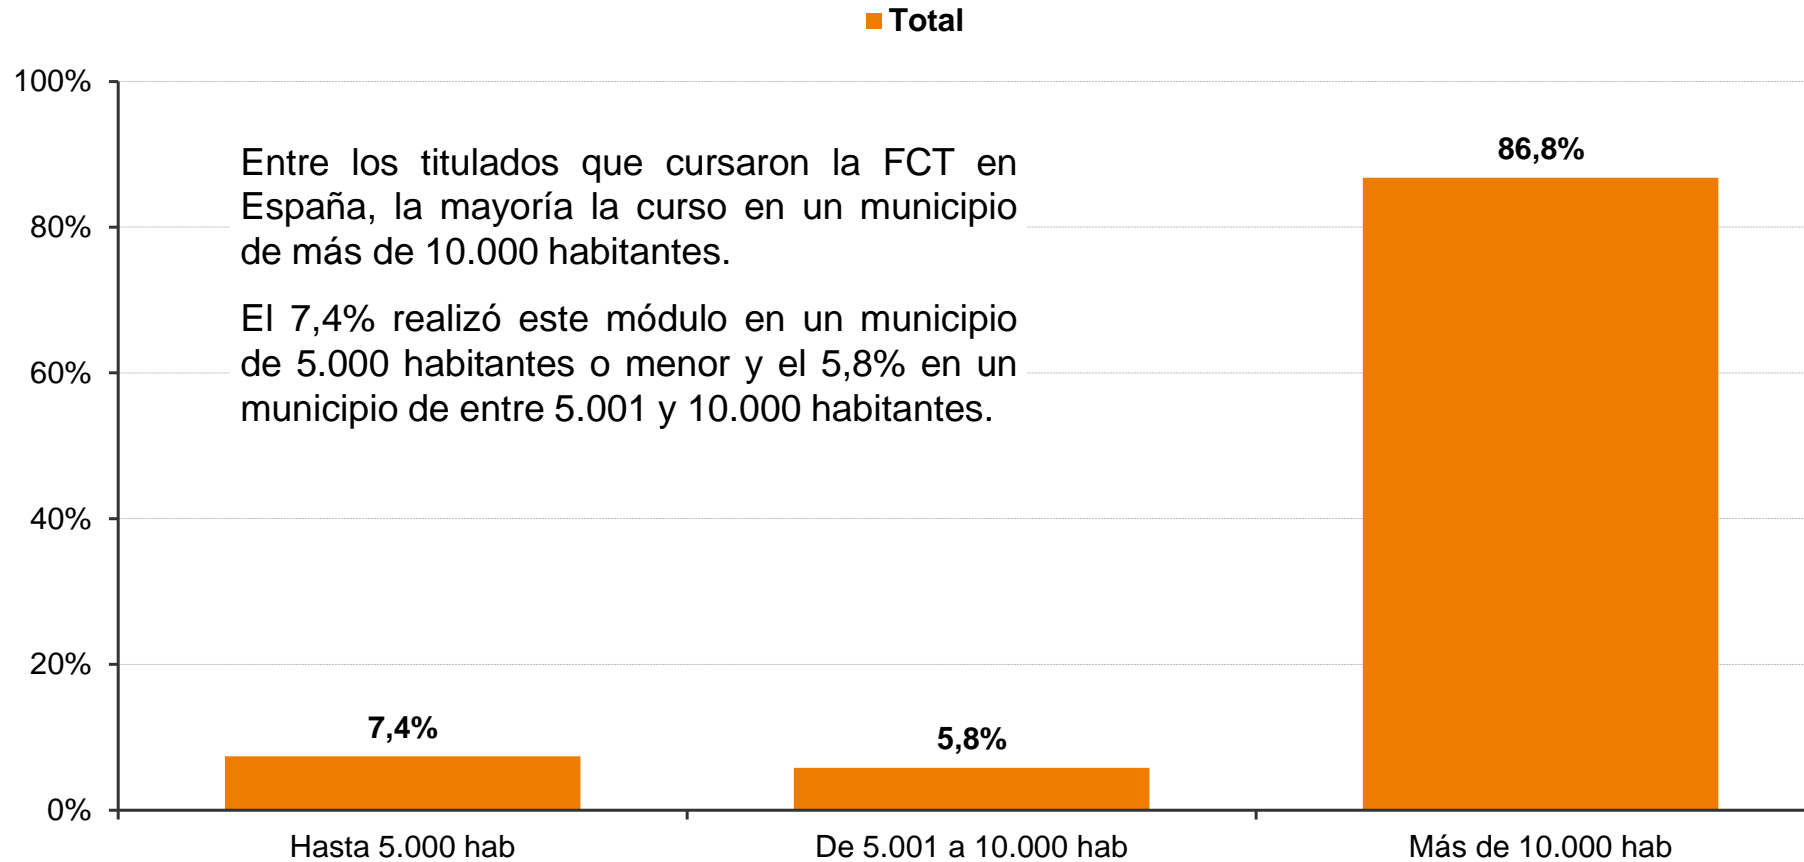 Total
100%
80%
60%
40%
20%
0%
Entre los titulados que cursaron la FCT en
España, la mayoría la curso en un municipio
de más de 10.000 habitantes.
El 7,4% realizó este módulo en un municipio
de 5.000 habitantes o menor y el 5,8% en un
municipio de entre 5.001 y 10.000 habitantes.
7,4%
5,8%
86,8%
Hasta 5.000 hab
De 5.001 a 10.000 hab
Más de 10.000 hab